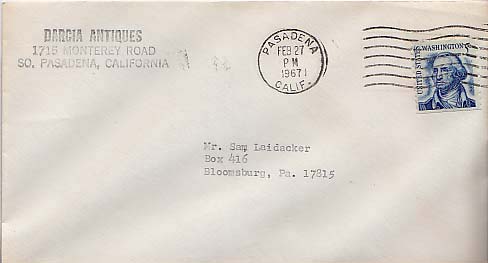 DARCIA ANTIQUES
1715 MONTEREY ROAD
SO. PASADENA, CALIFORNIA
PASADENA
FEB 27
PM
1967
CALIF.
WASHINGTON
UNITED STATES
Mr. Sam Laidacker
Box 416
Bloomsburg, Pa. 17815